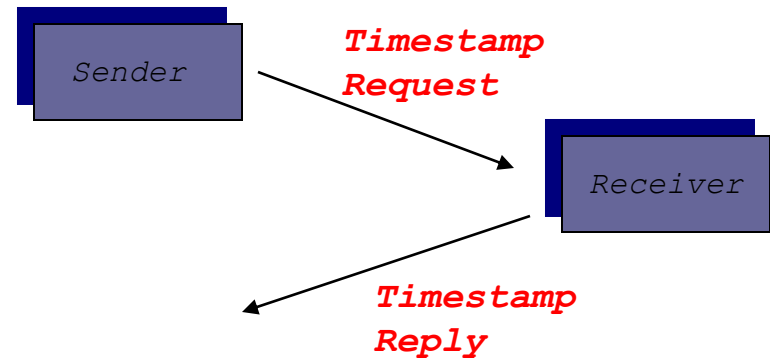 Sender
Timestamp
Request
Receiver
Timestamp
Reply